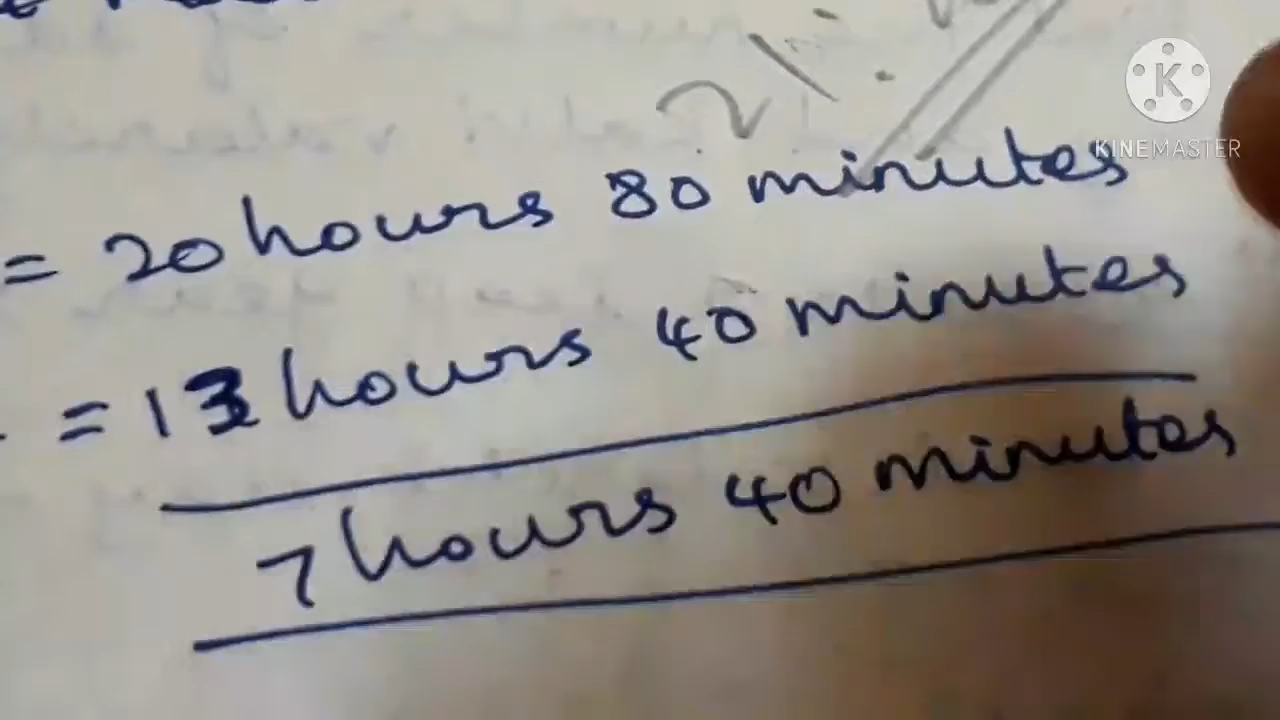 K
KINEMASTER
= 20 hours 80 minutes
= 13 hours 40 minutes
7 hours 40 minutes